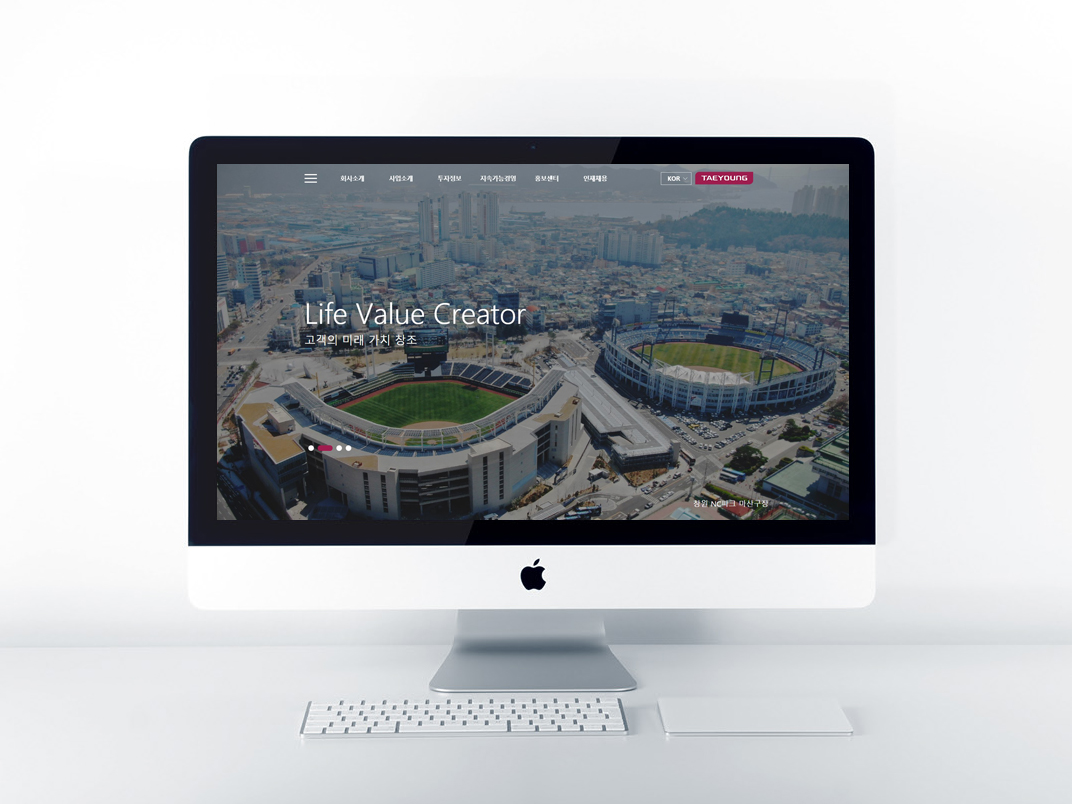 회사소개 사업소개 투자정보 지속가능경영 홍보센터 인재채용 KOR TAEYOUNG
Life Value Creator
고객의 미래 가치 창조
창원 NC파크 마산구장